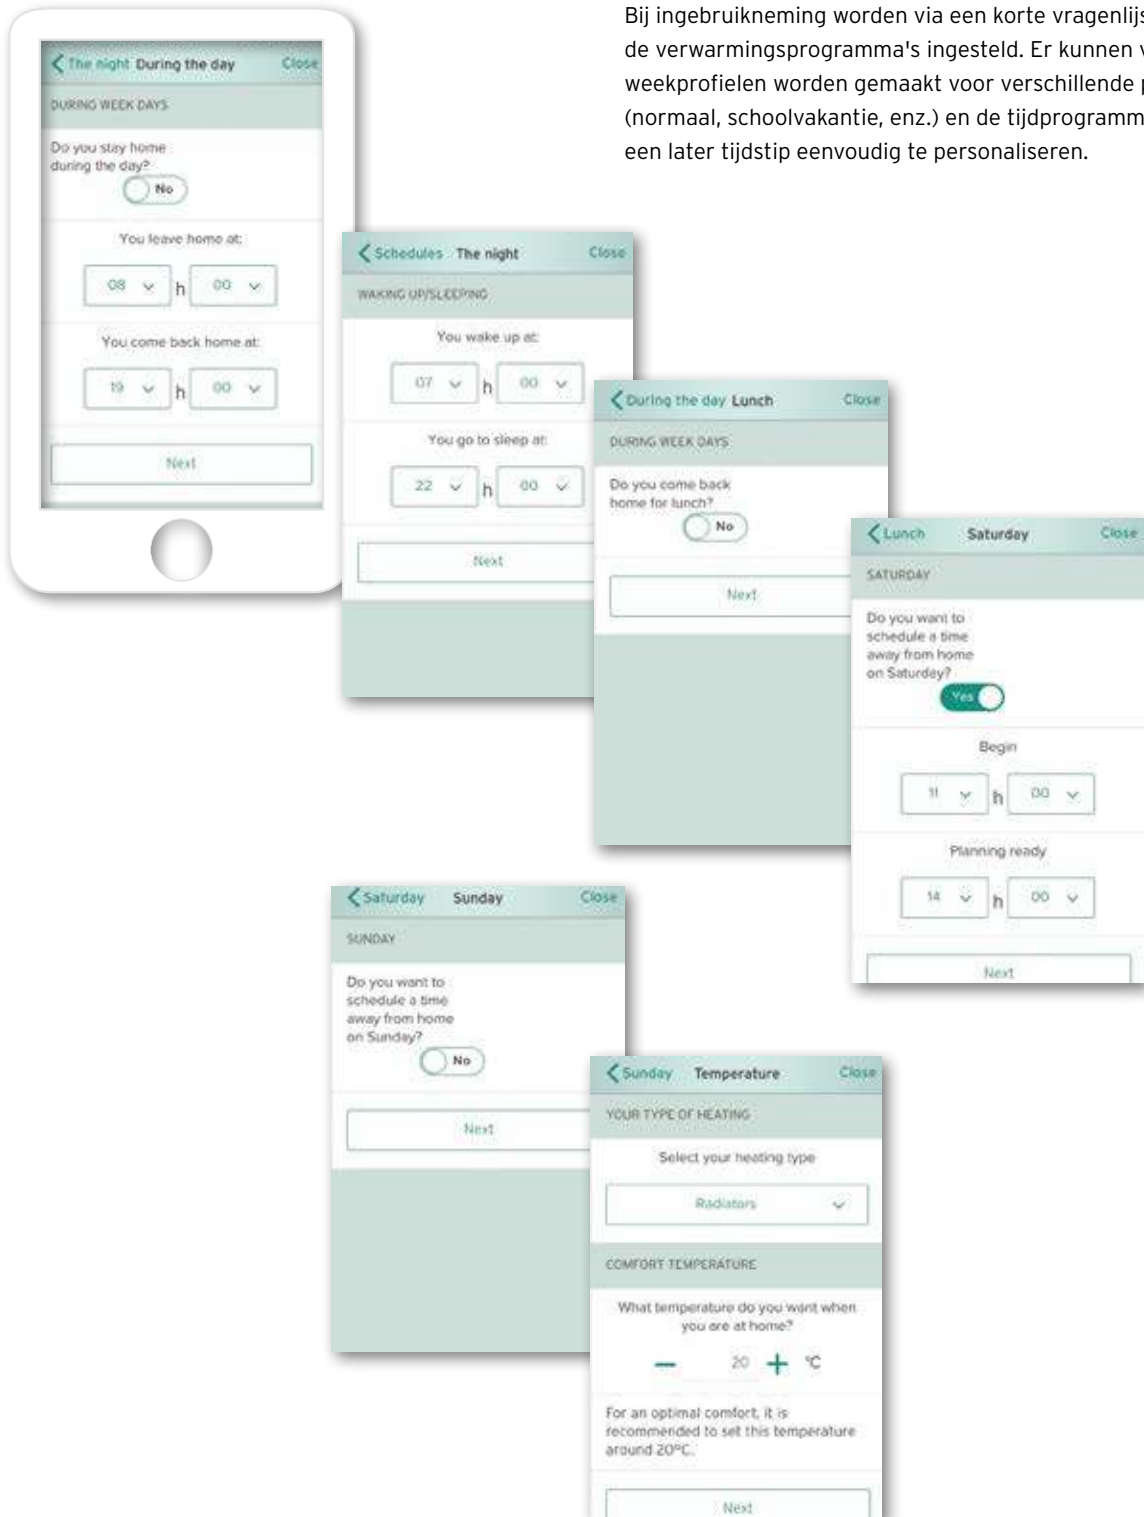 Bij ingebruikneming worden via een korte
de verwarmingsprogramma's ingesteld. Er kunnen
weekprofielen worden gemaakt voor verschillende
(normaal, schoolvakantie, enz.) en de
een later tijdstip eenvoudig te personaliseren.
The night During the day Close
DURING WEEK DAYS
Do you stay home
during the day?
No
You leave home at:
08 h 00
You come back home at:
19 h 00
Next
Schedules The night Close
WAKING UP/SLEEPING
You wake up at:
07 h 00
You go to sleep at:
22 h 00
Next
During the day Lunch Close
DURING WEEK DAYS
Do you come back
home for lunch?
No
Next
Lunch Saturday Close
SATURDAY
Do you want to
schedule a time
away from home
on Saturday?
Yes
Begin
11 h 00
Planning ready
14 h 00
Next
Saturday Sunday Close
SUNDAY
Do you want to
schedule a time
away from home
on Sunday?
No
Next
Sunday Temperature Close
YOUR TYPE OF HEATING
Select your heating type
Radiators
COMFORT TEMPERATURE
What temperature do you want when
you are at home?
20 °C
For an optimal comfort, it is
recommended to set this temperature
around 20°C.
Next